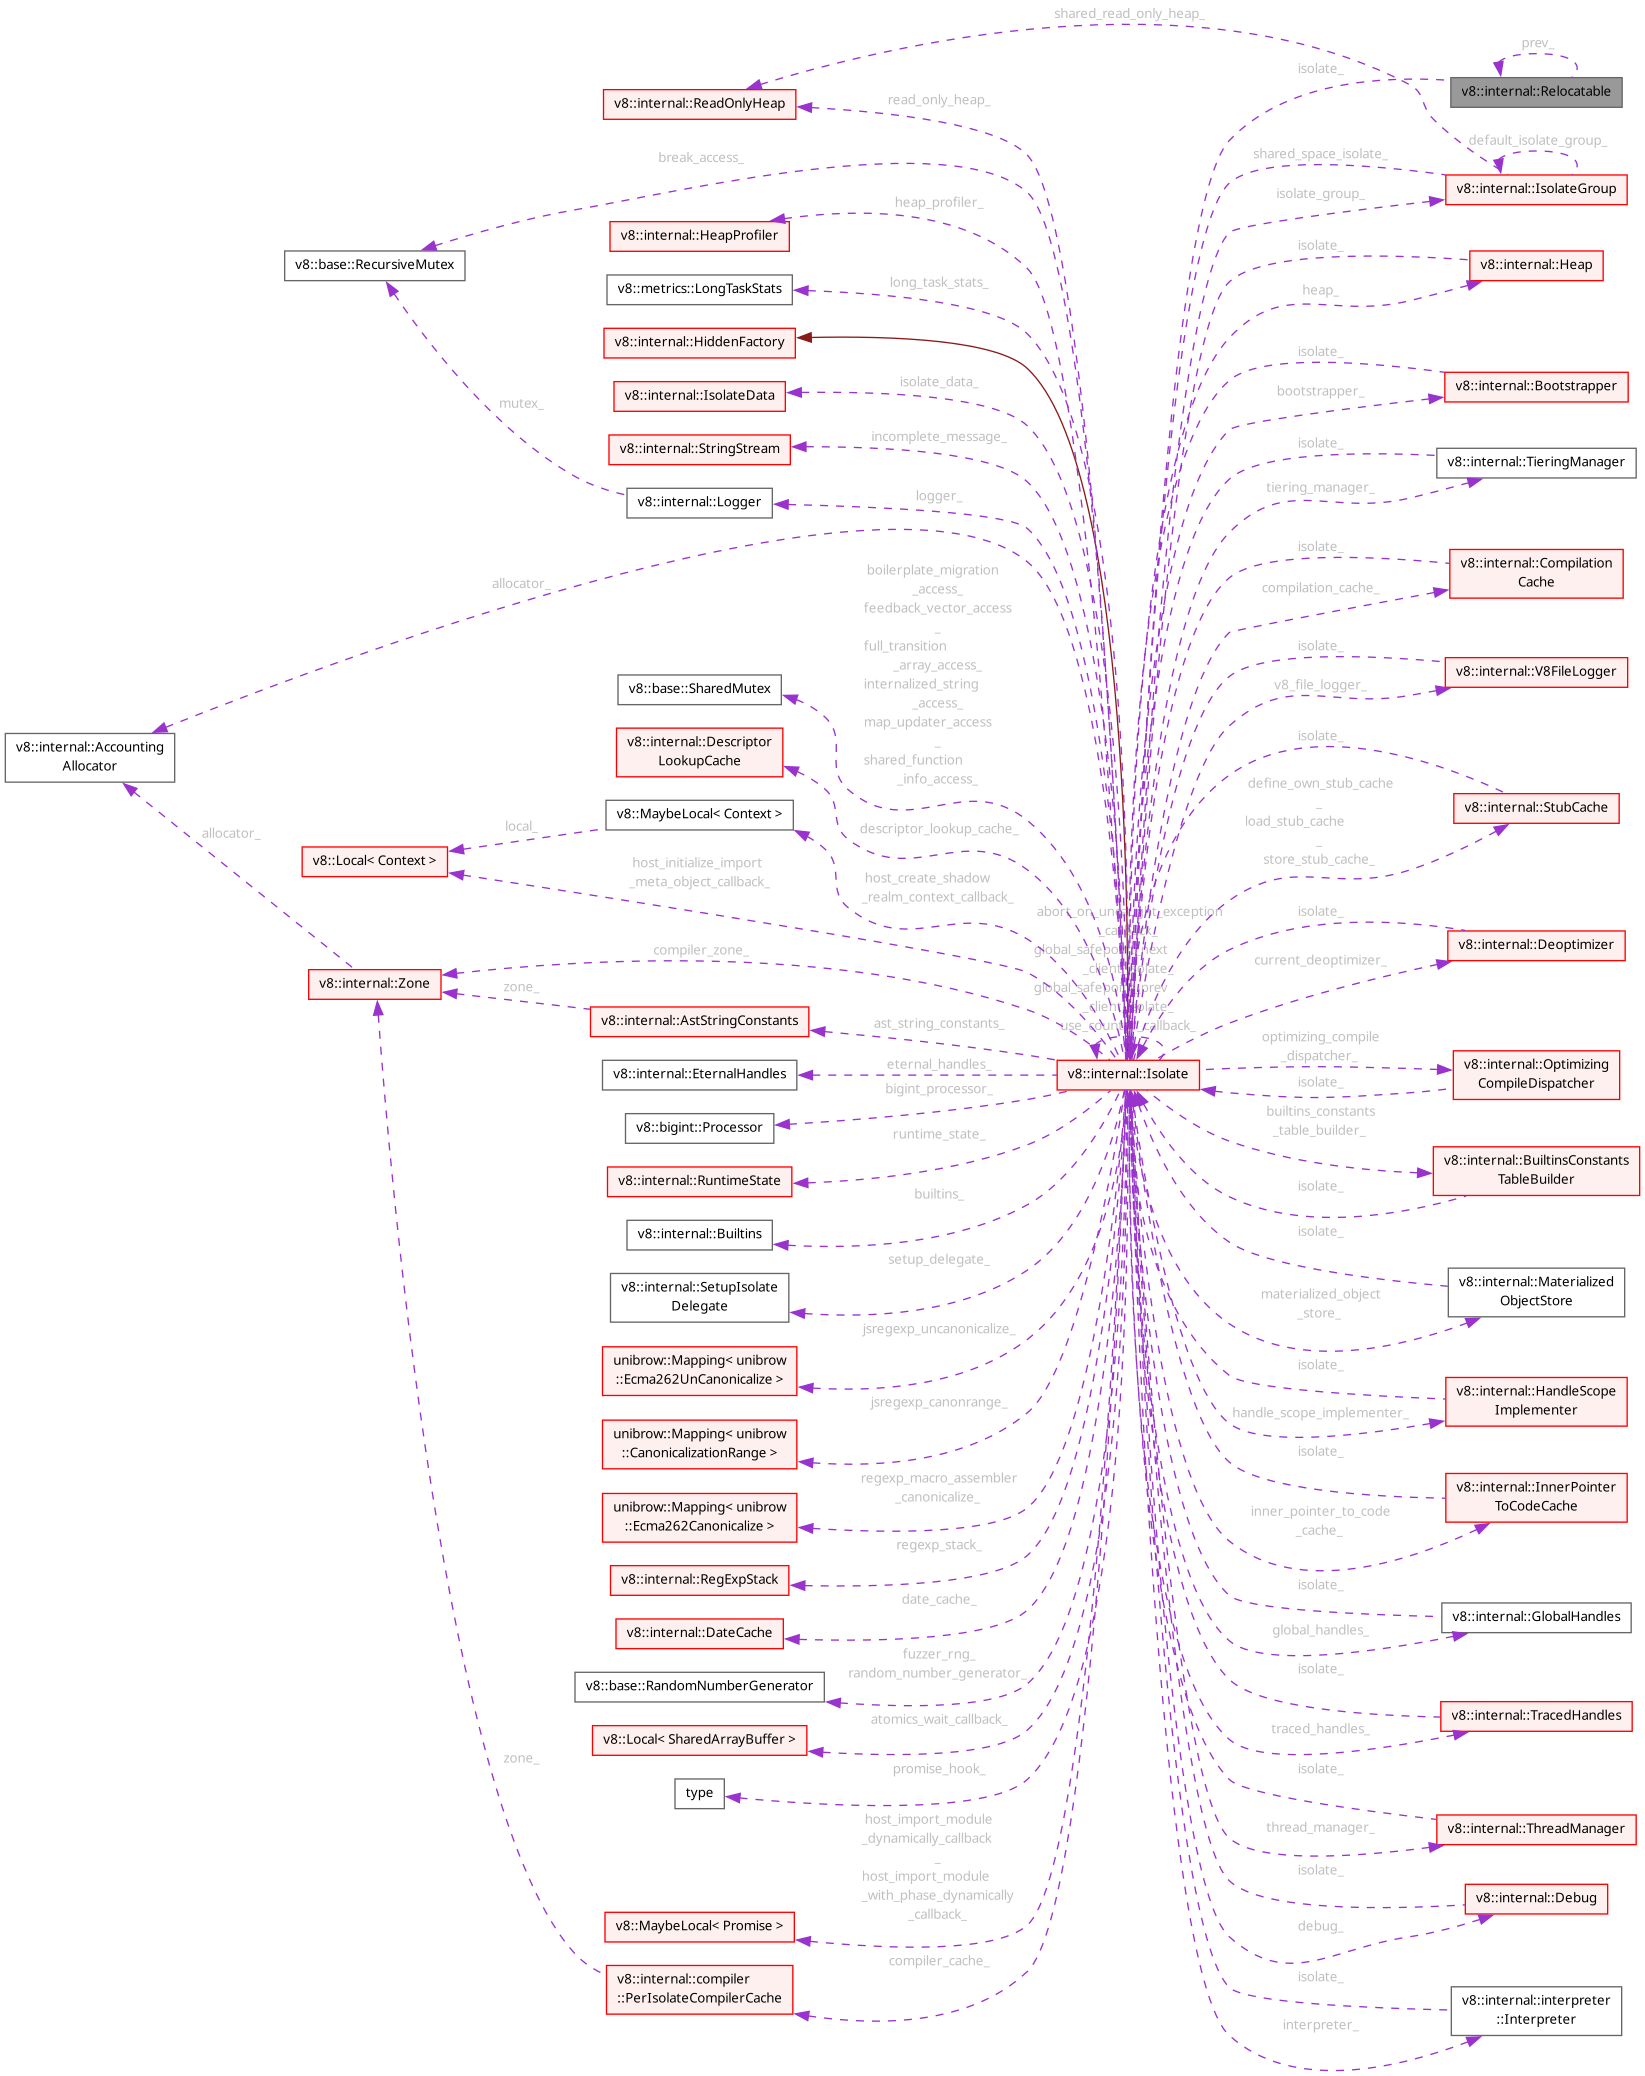 shared_read_only_heap_
prev_
isolate_
v8::internal::Relocatable
v8::internal::ReadOnlyHeap
read_only_heap_
default_isolate_group_
break_access_
shared_space_isolate_
v8::internal::IsolateGroup
isolate_group_
heap_profiler_
v8::internal::HeapProfiler
isolate_
v8::base::RecursiveMutex
v8::internal::Heap
v8::metrics::LongTaskStats
long_task_stats_
heap_
v8::internal::HiddenFactory
isolate_
v8::internal::IsolateData
isolate_data_
v8::internal::Bootstrapper
bootstrapper_
mutex_
incomplete_message_
v8::internal::StringStream
isolate_
v8::internal::TieringManager
tiering_manager_
v8::internal::Logger
logger_
isolate_
v8::internal::Compilation
Cache
compilation_cache_
allocator_
boilerplate_migration
_access_
feedback_vector_access
_
full_transition
_array_access_
internalized_string
_access_
map_updater_access
_
shared_function
_info_access_
isolate_
v8::internal::V8FileLogger
v8_file_logger_
v8::base::SharedMutex
v8::internal::Accounting
Allocator
v8::internal::Descriptor
LookupCache
isolate_
define_own_stub_cache
_
load_stub_cache
_
store_stub_cache_
v8::internal::StubCache
v8::MaybeLocal< Context >
descriptor_lookup_cache_
allocator_
local_
v8::Local< Context >
host_initialize_import
_meta_object_callback_
host_create_shadow
_realm_context_callback_
isolate_
v8::internal::Deoptimizer
current_deoptimizer_
compiler_zone_
v8::internal::Zone
zone_
v8::internal::AstStringConstants
ast_string_constants_
v8::internal::EternalHandles
eternal_handles_
v8::internal::Isolate
optimizing_compile
_dispatcher_
v8::internal::Optimizing
CompileDispatcher
isolate_
bigint_processor_
v8::bigint::Processor
builtins_constants
_table_builder_
runtime_state_
v8::internal::RuntimeState
v8::internal::BuiltinsConstants
TableBuilder
isolate_
builtins_
v8::internal::Builtins
isolate_
setup_delegate_
v8::internal::SetupIsolate
Delegate
v8::internal::Materialized
ObjectStore
materialized_object
_store_
jsregexp_uncanonicalize_
unibrow::Mapping< unibrow
::Ecma262UnCanonicalize >
isolate_
v8::internal::HandleScope
Implementer
handle_scope_implementer_
jsregexp_canonrange_
unibrow::Mapping< unibrow
::CanonicalizationRange >
isolate_
regexp_macro_assembler
_canonicalize_
unibrow::Mapping< unibrow
::Ecma262Canonicalize >
v8::internal::InnerPointer
ToCodeCache
inner_pointer_to_code
_cache_
regexp_stack_
v8::internal::RegExpStack
isolate_
v8::internal::GlobalHandles
global_handles_
date_cache_
v8::internal::DateCache
fuzzer_rng_
random_number_generator_
v8::base::RandomNumberGenerator
isolate_
v8::internal::TracedHandles
traced_handles_
atomics_wait_callback_
v8::Local< SharedArrayBuffer >
zone_
promise_hook_
type
isolate_
v8::internal::ThreadManager
thread_manager_
host_import_module
_dynamically_callback
_
host_import_module
_with_phase_dynamically
_callback_
v8::MaybeLocal< Promise >
isolate_
v8::internal::Debug
debug_
compiler_cache_
v8::internal::compiler
::PerIsolateCompilerCache
isolate_
v8::internal::interpreter
::Interpreter
interpreter_